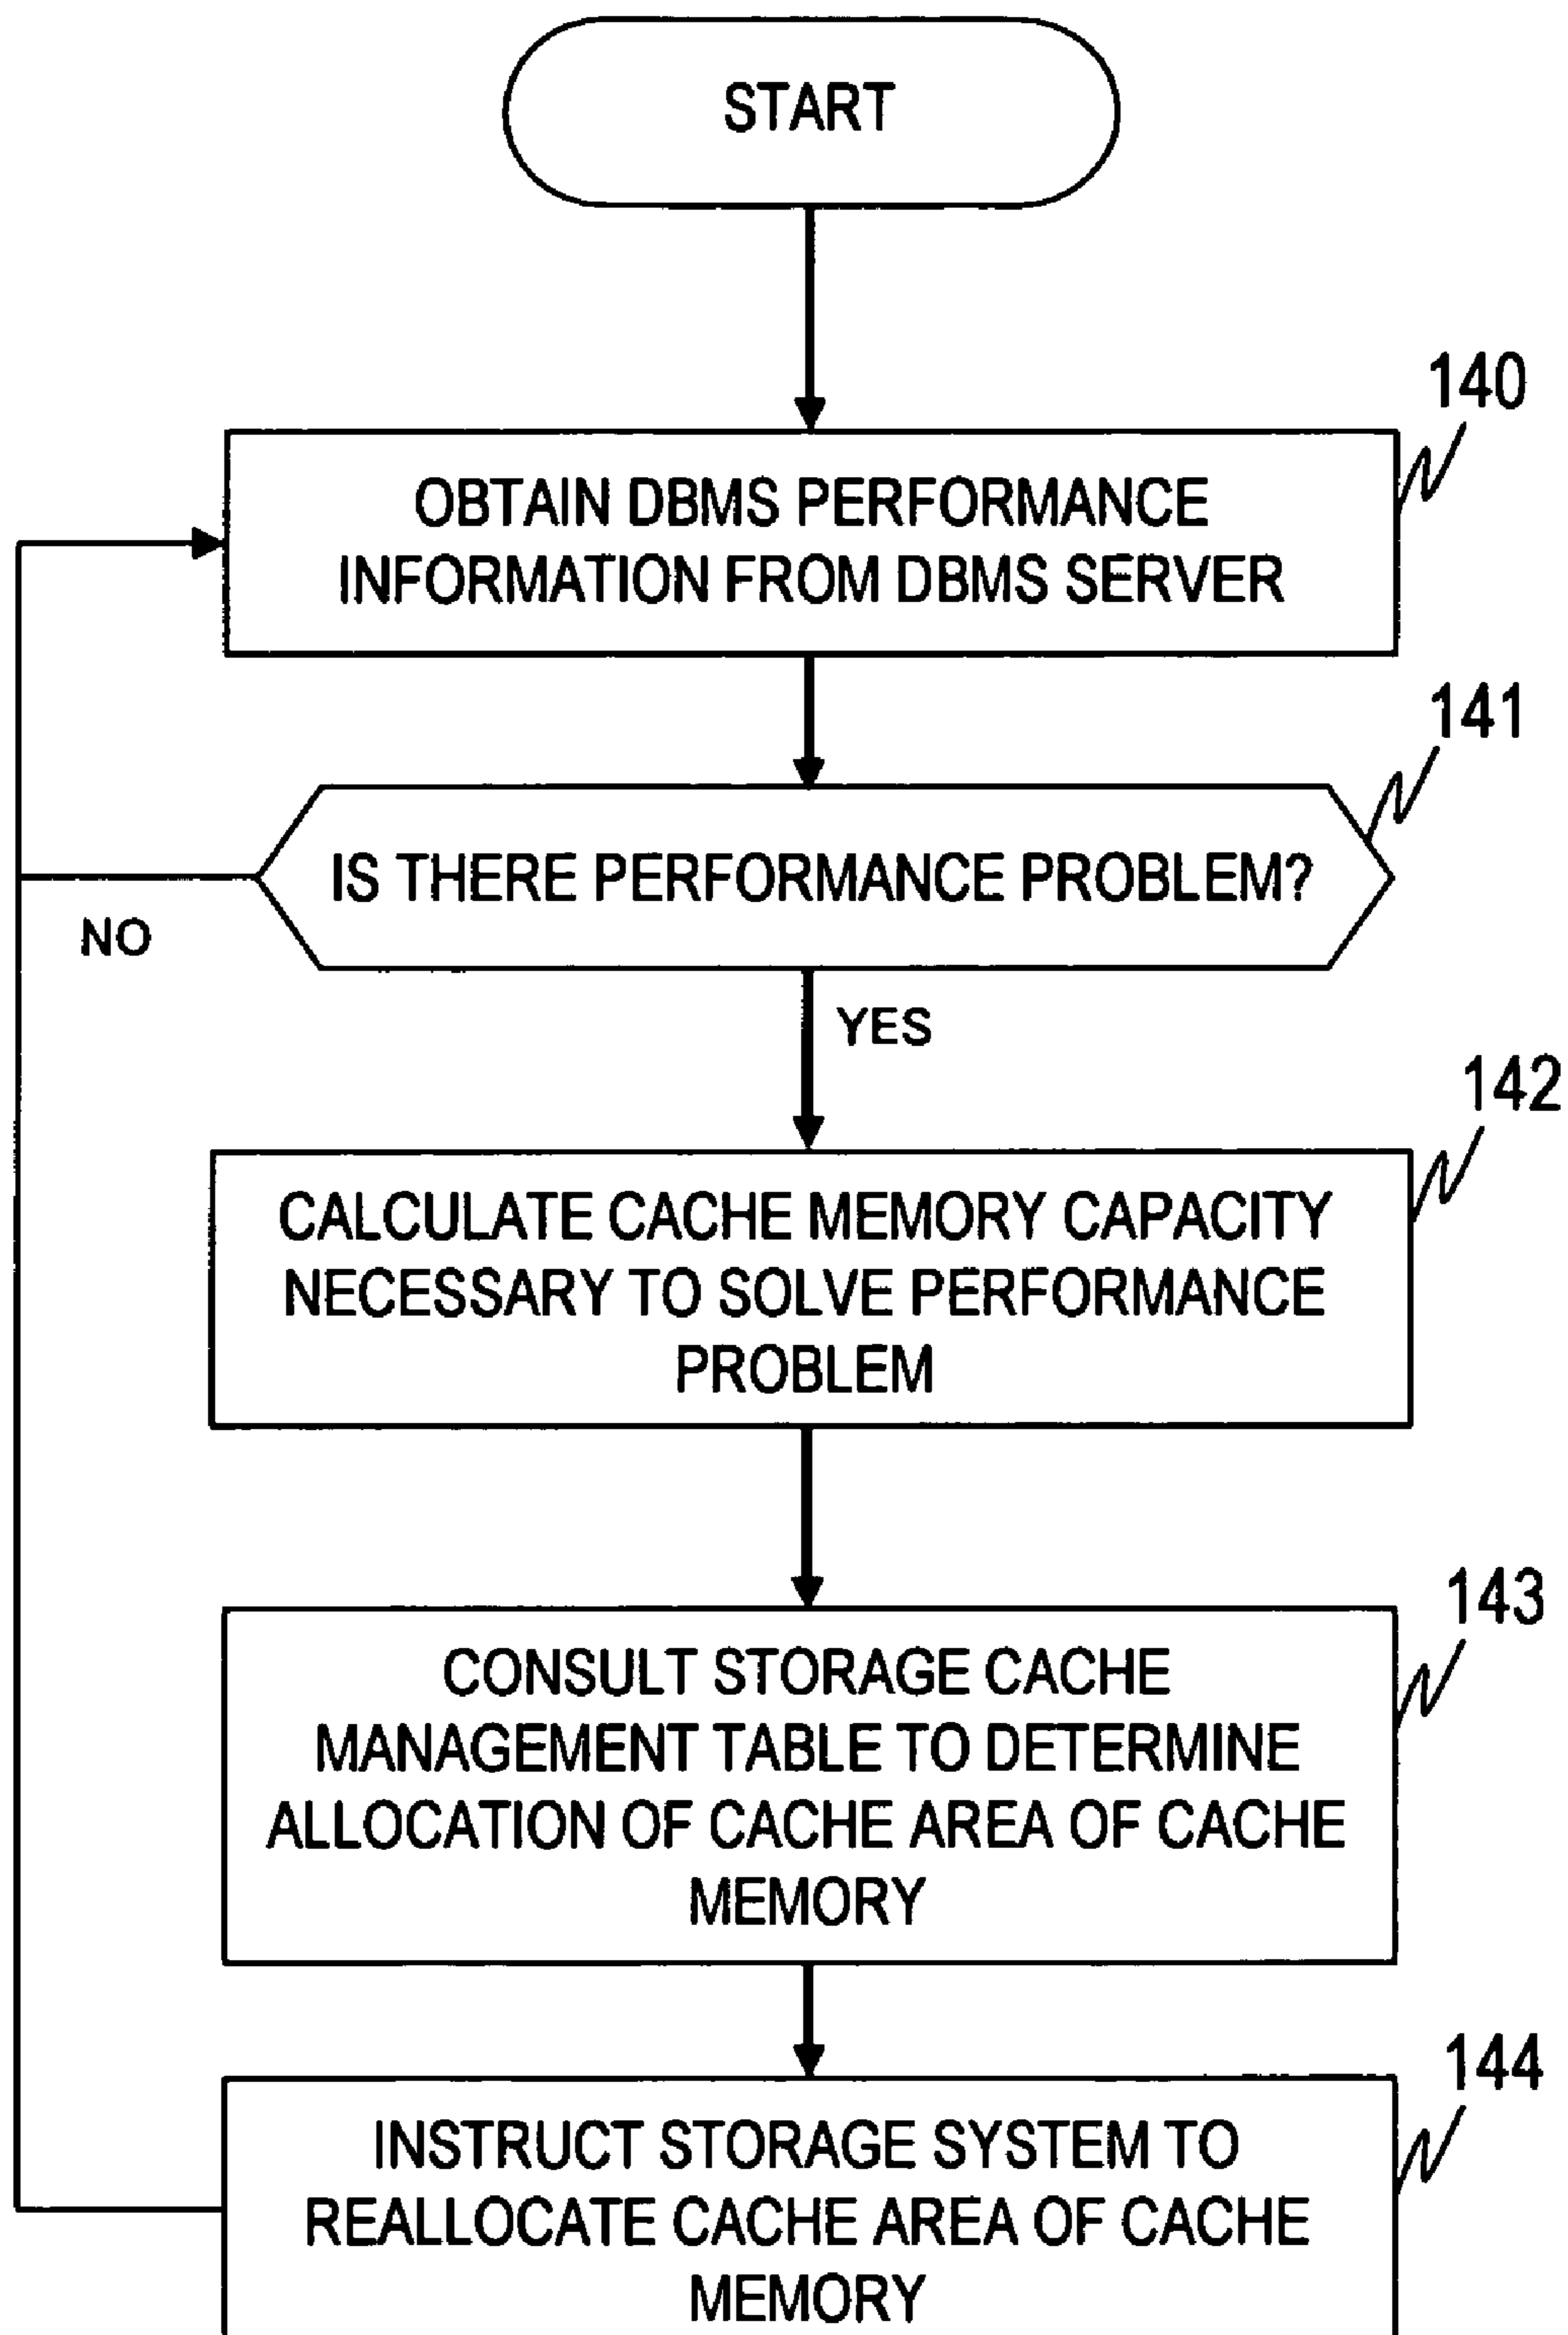 START
140
OBTAIN DBMS PERFORMANCE
INFORMATION FROM DBMS SERVER
141
IS THERE PERFORMANCE PROBLEM?
NO
YES
142
CALCULATE CACHE MEMORY CAPACITY
NECESSARY TO SOLVE PERFORMANCE
PROBLEM
143
CONSULT STORAGE CACHE
MANAGEMENT TABLE TO DETERMINE
ALLOCATION OF CACHE AREA OF CACHE
MEMORY
144
INSTRUCT STORAGE SYSTEM TO
REALLOCATE CACHE AREA OF CACHE
MEMORY